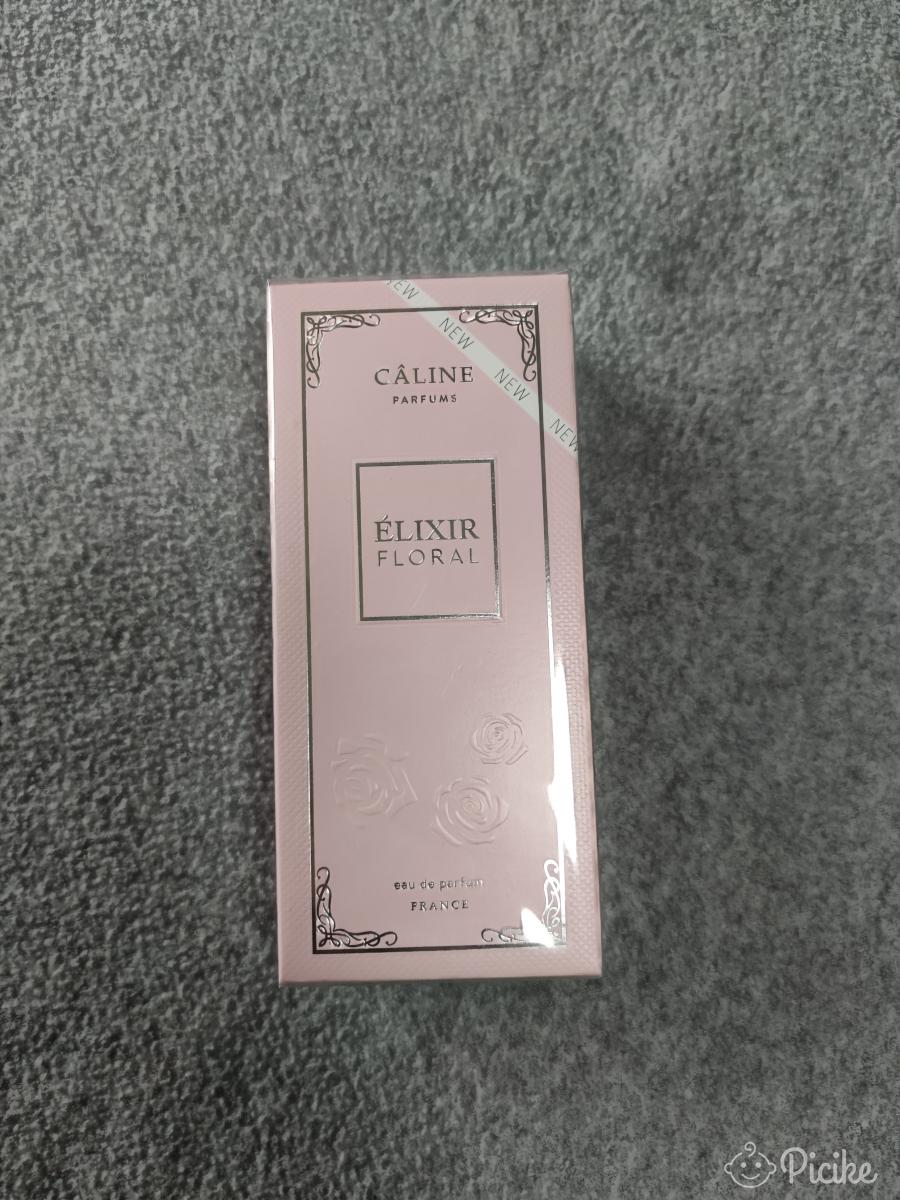 NEW
NEW
NEW
CÂLINE
PARFUMS
ÉLIXIR
FLORAL
eau de parfum
FRANCE
Picike